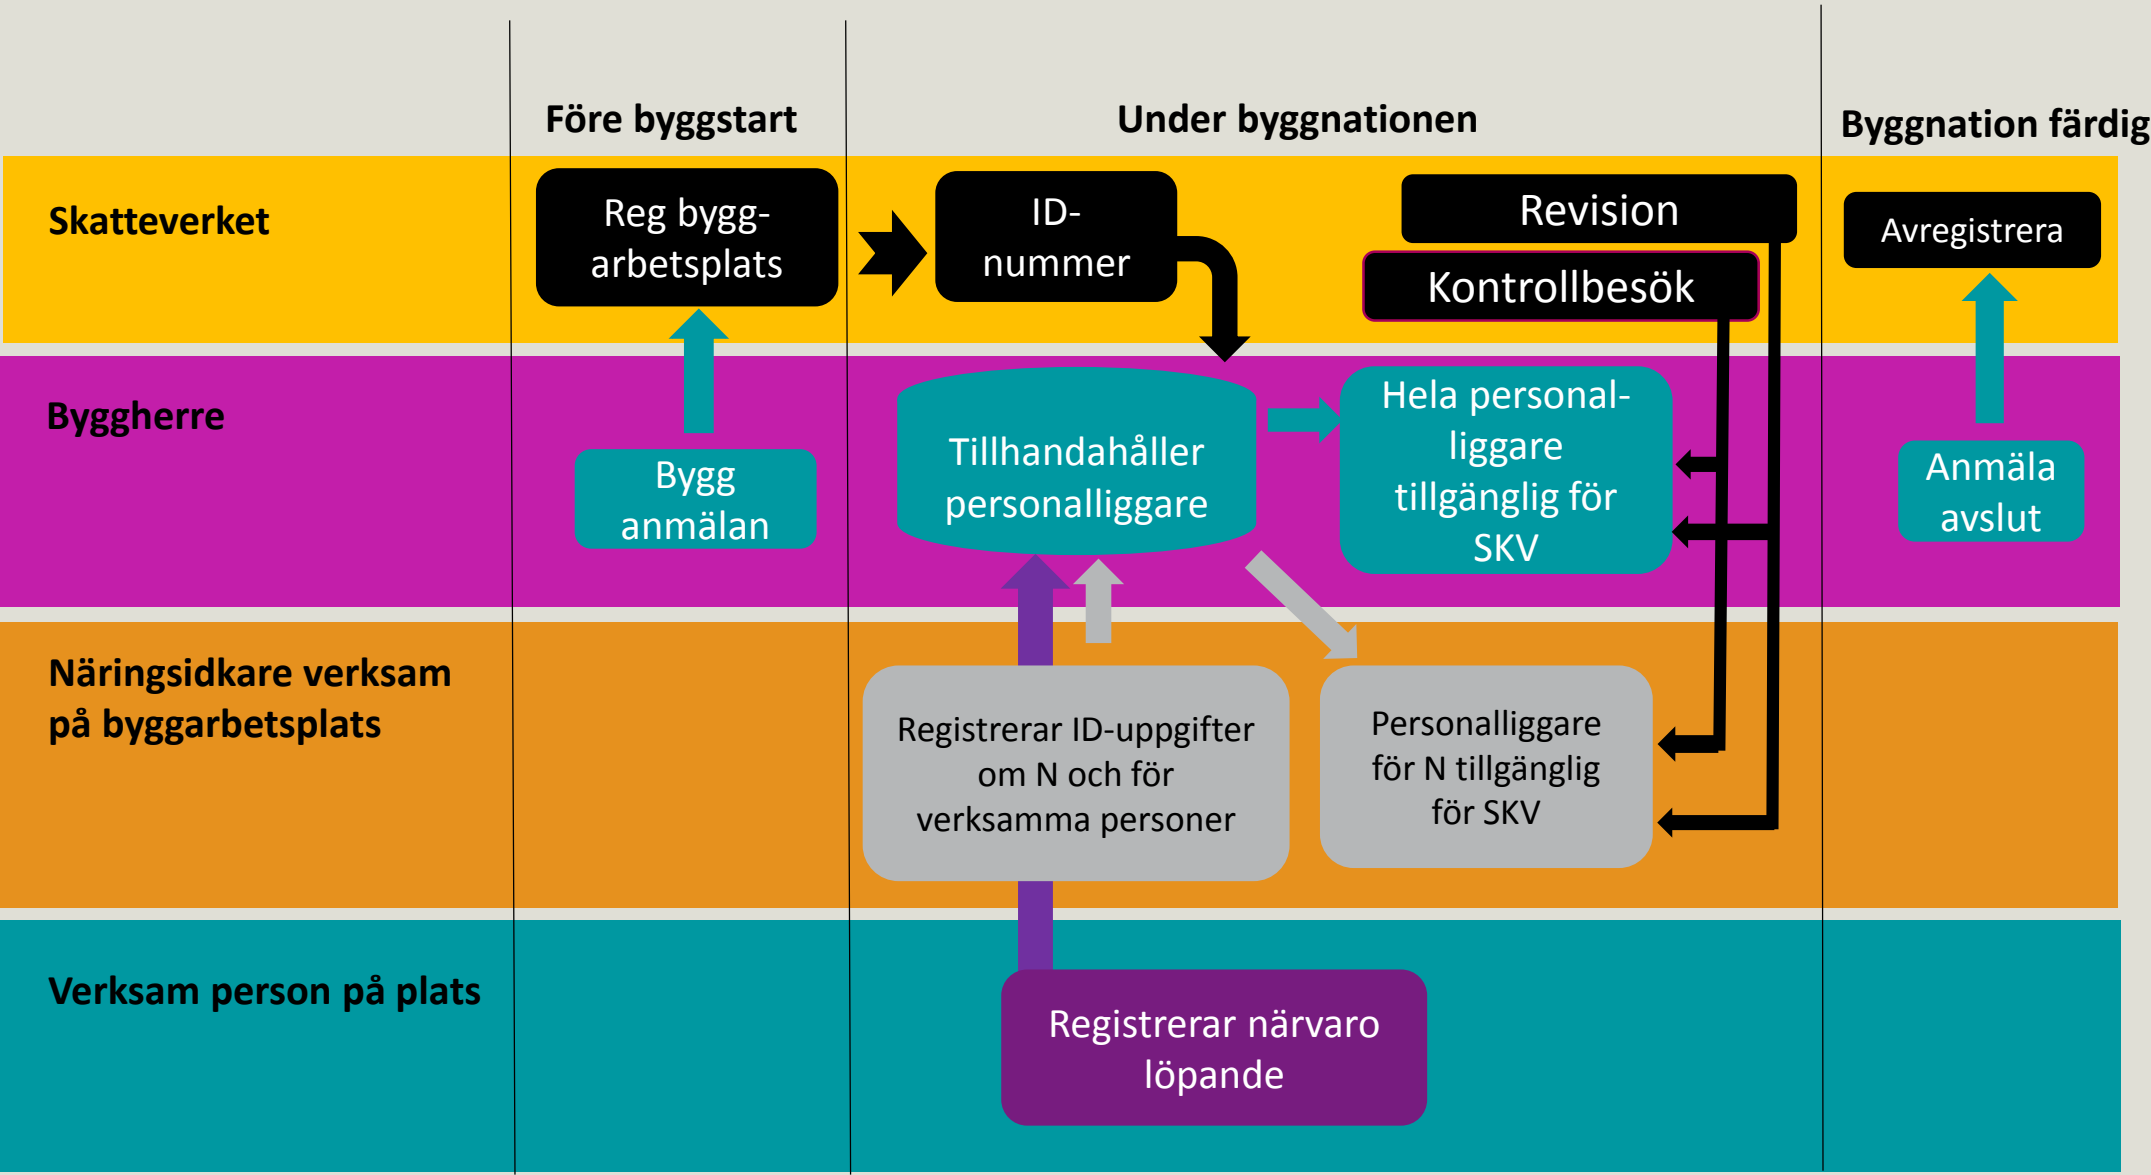 Före byggstart
Under byggnationen
Byggnation färdig
Skatteverket
Reg bygg-
arbetsplats
ID-
nummer
Revision
Kontrollbesök
Avregistrera
Byggherre
Bygg
anmälan
Tillhandahåller
personalliggare
Hela personal-
liggare
tillgänglig för
SKV
Anmäla
avslut
Näringsidkare verksam
på byggarbetsplats
Registrerar ID-uppgifter
om N och för
verksamma personer
Personalliggare
för N tillgänglig
för SKV
Verksam person på plats
Registrerar närvaro
löpande